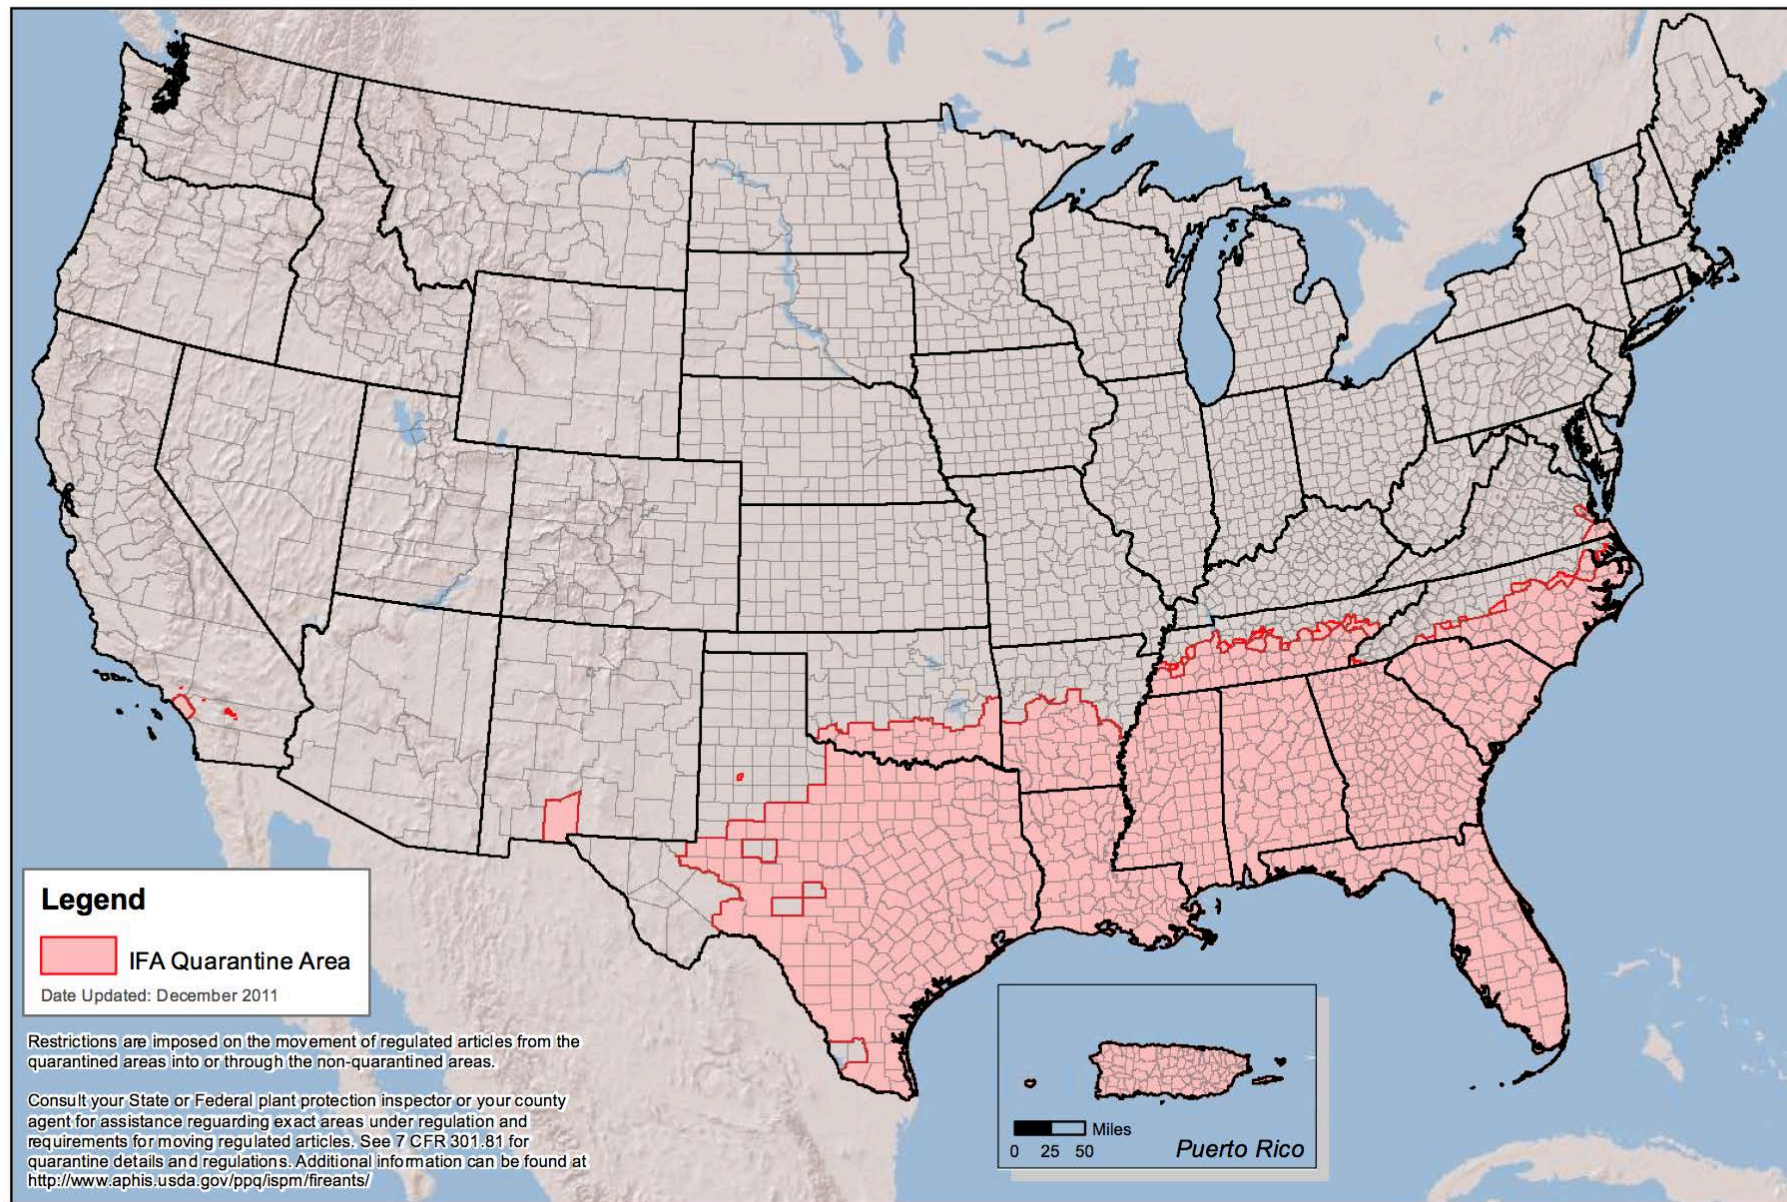 Legend
IFA Quarantine Area
Date Updated: December 2011
Restrictions are imposed on the movement of regulated articles from the
quarantined areas into or through the non-quarantined areas.
Consult your State or Federal plant protection inspector or your county
agent for assistance reguarding exact areas under regulation and
requirements for moving regulated articles. See 7 CFR 301.81 for
quarantine details and regulations. Additional information can be found at
http://www.aphis.usda.gov/ppq/ispm/fireants/
Miles
0 25 50
Puerto Rico